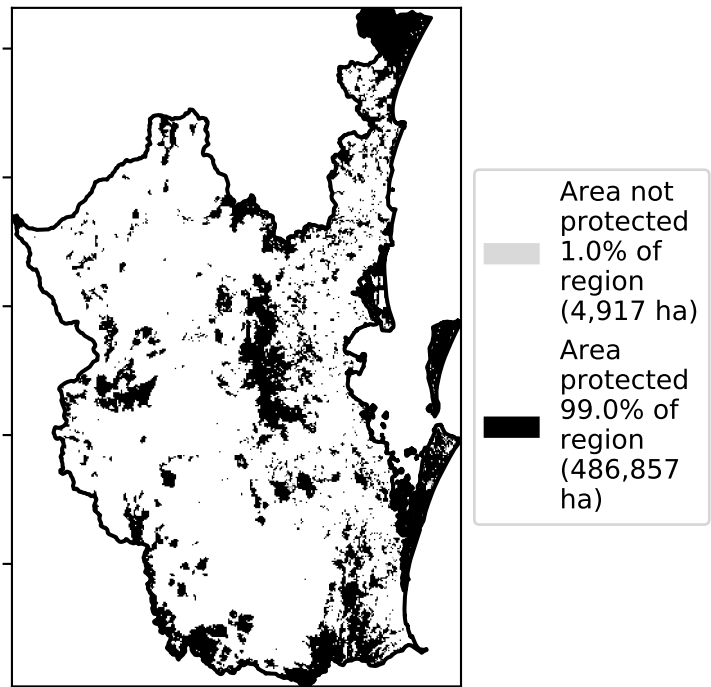 Area not
protected
1.0% of
region
(4,917 ha)
Area
protected
99.0% of
region
(486,857
ha)